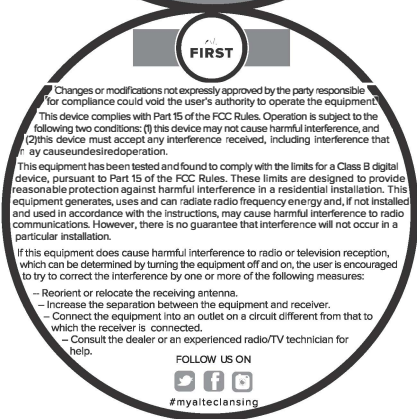 FIRST
Changes or modifications not expressly approved by the party responsible
for compliance could void the user's authority to operate the equipment.
This device complies with Part 15 of the FCC Rules. Operation is subject to the
following two conditions: (1) this device may not cause harmful interference, and
(2)this device must accept any interference received, including interference that
m ay causeundesiredoperation.
This equipment has been tested and found to comply with the limits for a Class B digital
device, pursuant to Part 15 of the FCC Rules. These limits are designed to provide
reasonable protection against harmful interference in a residential installation. This
equipment generates, uses and can radiate radio frequency energy and, if not installed
and used in accordance with the instructions, may cause harmful interference to radio
communications. However, there is no guarantee that interference will not occur in a
particular installation.
If this equipment does cause harmful interference to radio or television reception,
which can be determined by turning the equipment off and on, the user is encouraged
to try to correct the interference by one or more of the following measures:
– Reorient or relocate the receiving antenna.
– Increase the separation between the equipment and receiver.
– Connect the equipment into an outlet on a circuit different from that to
which the receiver is connected.
– Consult the dealer or an experienced radio/TV technician for
help.
FOLLOW US ON
#myalteclansing